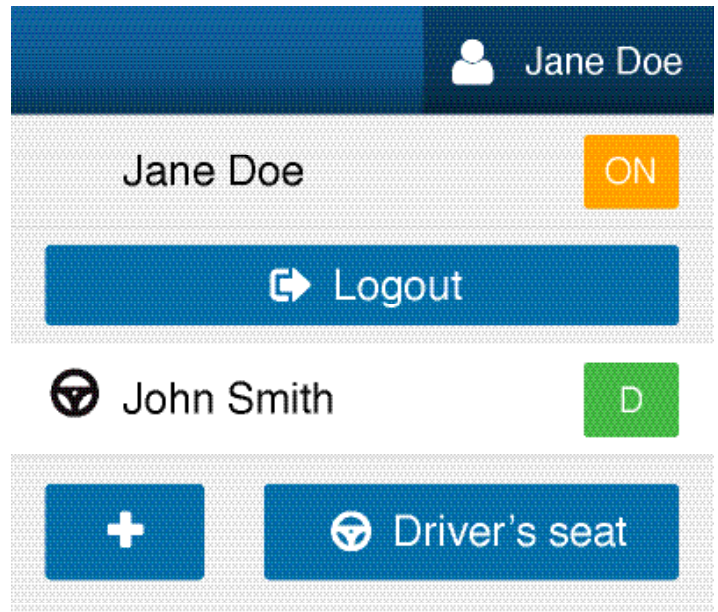 Jane Doe
Jane Doe ON
Logout
John Smith D
Driver’s seat